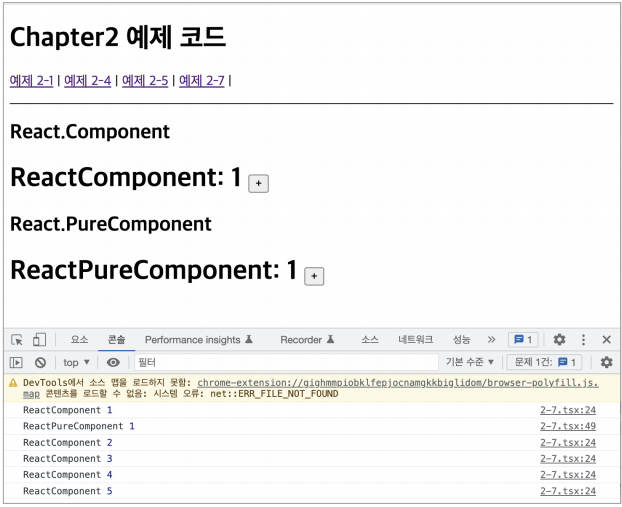 Chapter2 예제 코드
예제 2-1 | 예제 2-4 | 예제 2-5 | 예제 2-7 |
React.Component
ReactComponent: 1 +
React.PureComponent
ReactPureComponent: 1 +
요소 콘솔 Performance insights Recorder 소스 네트워크 성능 » 1
top ▼ 필터 기본 수준 ▼ 문제 1건: 1
DevTools에서 소스 맵을 로드하지 못함: chrome-extension://gighmmpiobklfepjocnamgkkbiglidom/browser-polyfill.js.
map 콘텐츠를 로드할 수 없음: 시스템 오류: net::ERR_FILE_NOT_FOUND
ReactComponent 1 2-7.tsx:24
ReactPureComponent 1 2-7.tsx:49
ReactComponent 2 2-7.tsx:24
ReactComponent 3 2-7.tsx:24
ReactComponent 4 2-7.tsx:24
ReactComponent 5 2-7.tsx:24